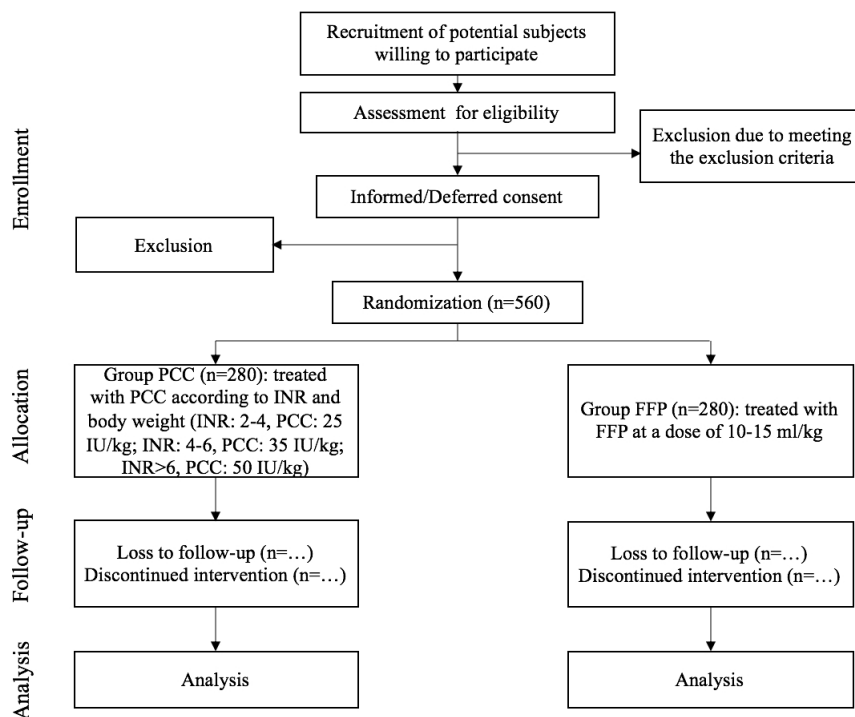 Recruitment of potential subjects
willing to participate
Assessment for eligibility
Exclusion due to meeting
the exclusion criteria
Enrollment
Informed/Deferred consent
Exclusion
Randomization (n=560)
Allocation
Group PCC (n=280): treated
with PCC according to INR and
body weight (INR: 2-4, PCC: 25
IU/kg; INR: 4-6, PCC: 35 IU/kg;
INR>6, PCC: 50 IU/kg)
Group FFP (n=280): treated with
FFP at a dose of 10-15 ml/kg
Follow-up
Loss to follow-up (n=…)
Discontinued intervention (n=…)
Loss to follow-up (n=…)
Discontinued intervention (n=…)
Analysis
Analysis
Analysis